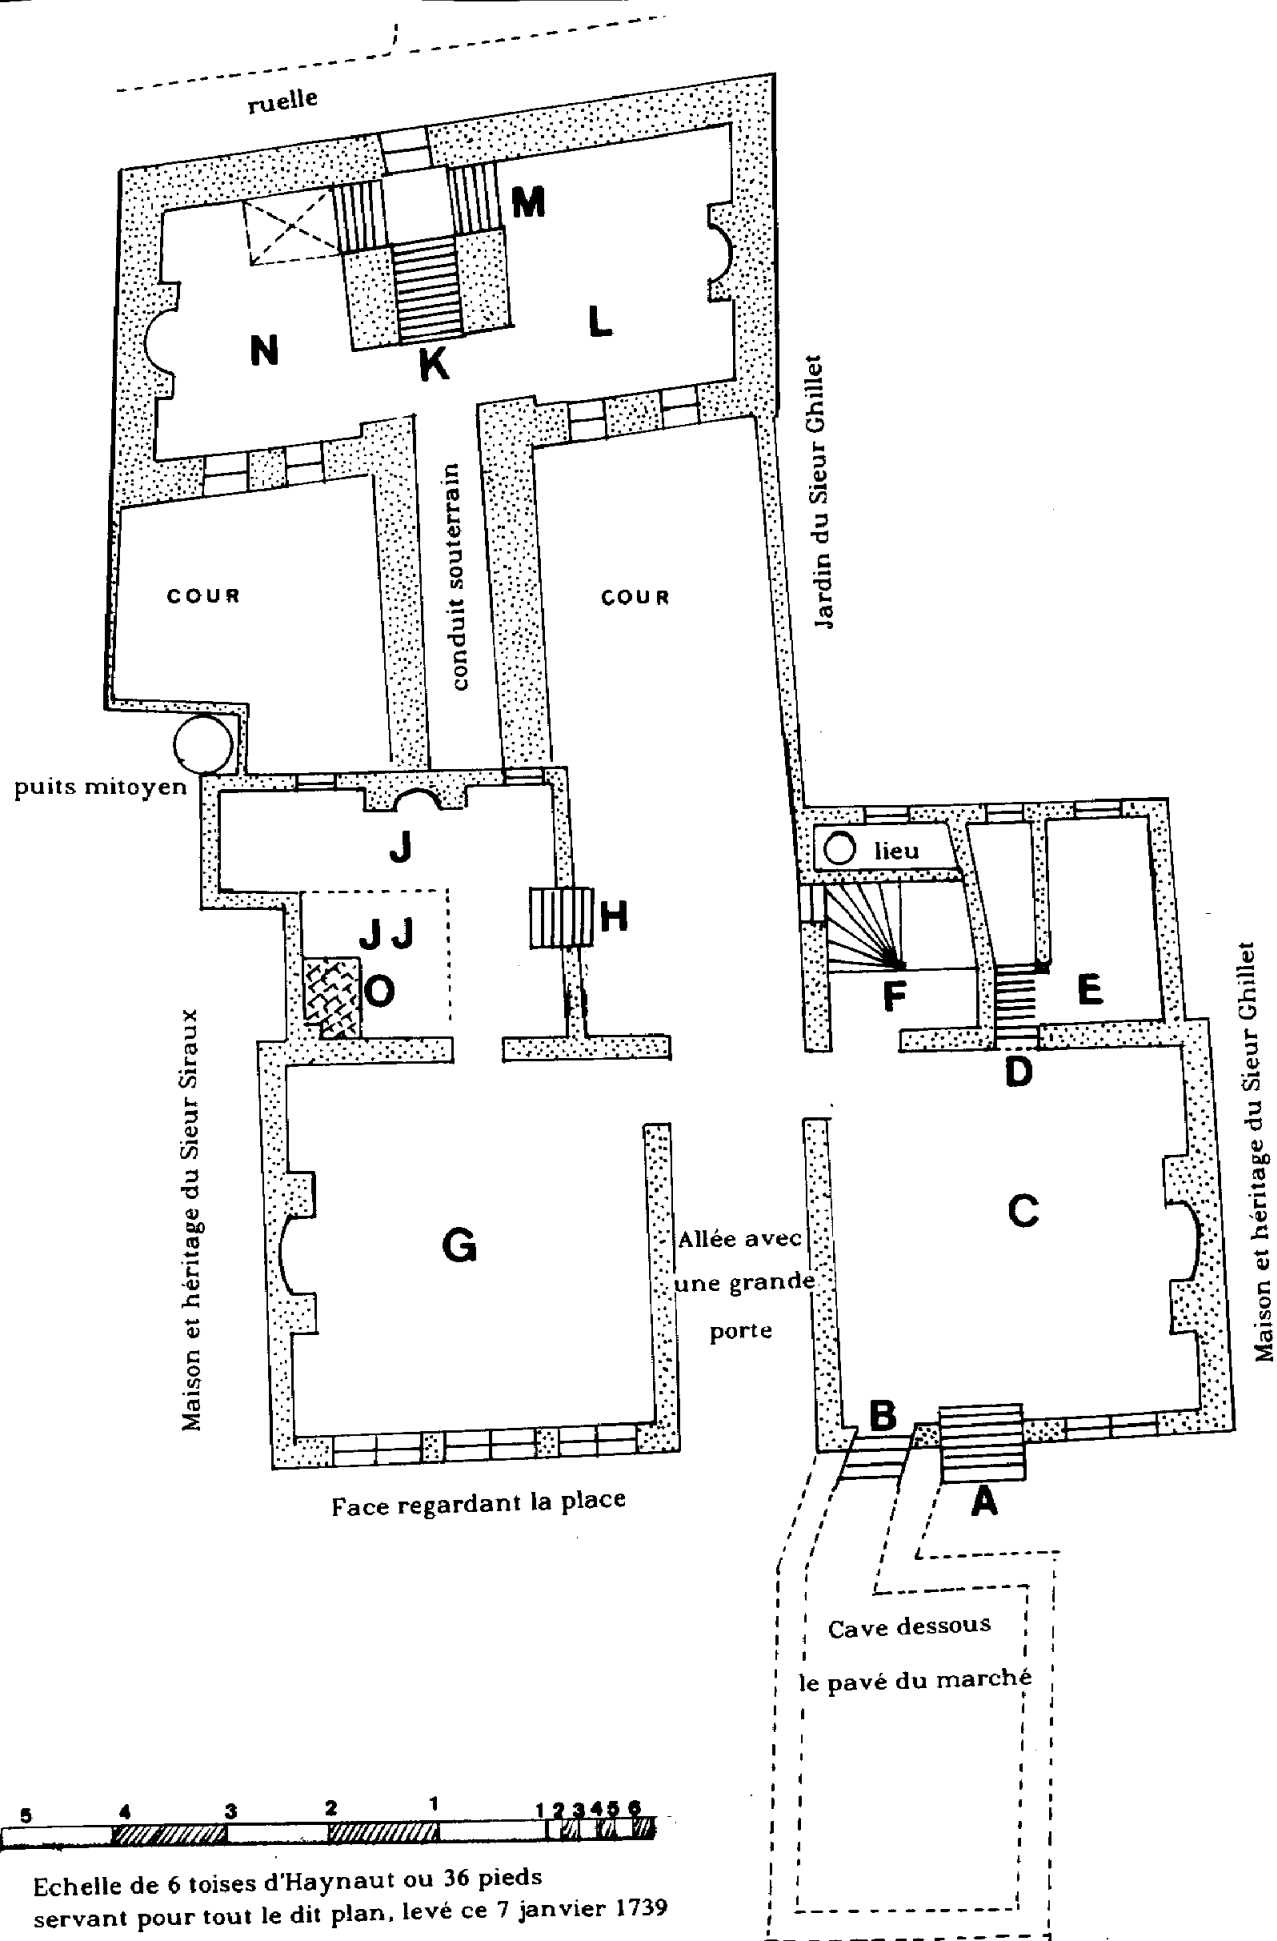 ruelle
M
N
L
K
Jardin du Sieur Ghillet
conduit souterrain
COUR
COUR
puits mitoyen
J
lieu
JJ
H
O
F
E
D
Maison et héritage du Sieur Siraux
Maison et héritage du Sieur Ghillet
G
C
Allée avec
une grande
porte
B
A
Face regardant la place
Cave dessous
le pavé du marché
5 4 3 2 1 1 2 3 4 5 6
Echelle de 6 toises d'Haynaut ou 36 pieds
servant pour tout le dit plan, levé ce 7 janvier 1739